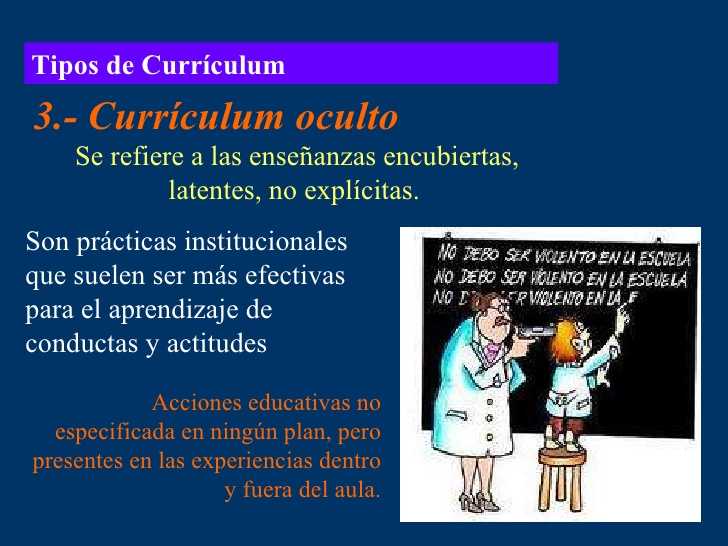 Tipos de Currículum
3.- Currículum oculto
Se refiere a las enseñanzas encubiertas,
latentes, no explícitas.
Son prácticas institucionales
que suelen ser más efectivas
para el aprendizaje de
conductas y actitudes
Acciones educativas no
especificada en ningún plan, pero
presentes en las experiencias dentro
y fuera del aula.
NO DEBO SER VIOLENTO EN LA ESCUELA
NO DEBO SER VIOLENTO EN LA ESCUELA
NO DEBO SER VIOLENTO EN LA E